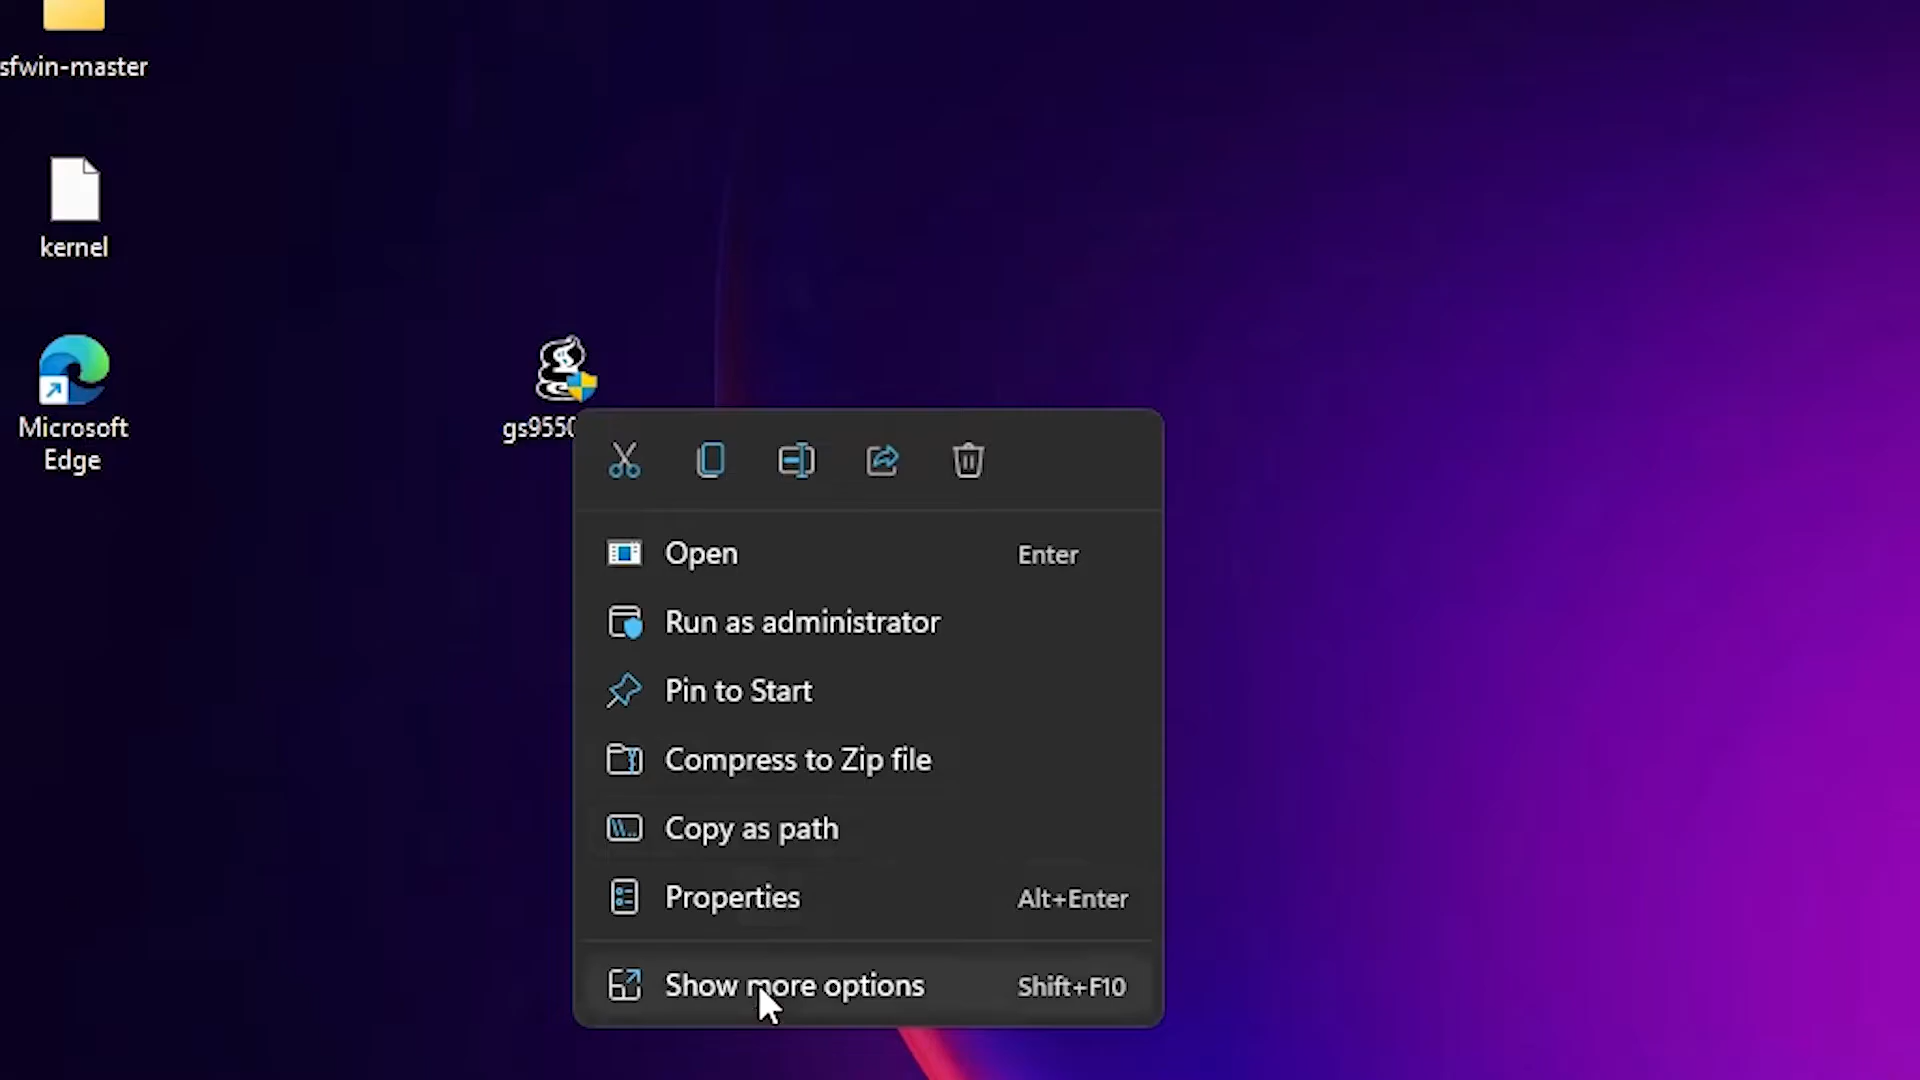 sfwin-master
kernel
Microsoft
Edge
gs9550
Open Enter
Run as administrator
Pin to Start
Compress to Zip file
Copy as path
Properties Alt+Enter
Show more options Shift+F10